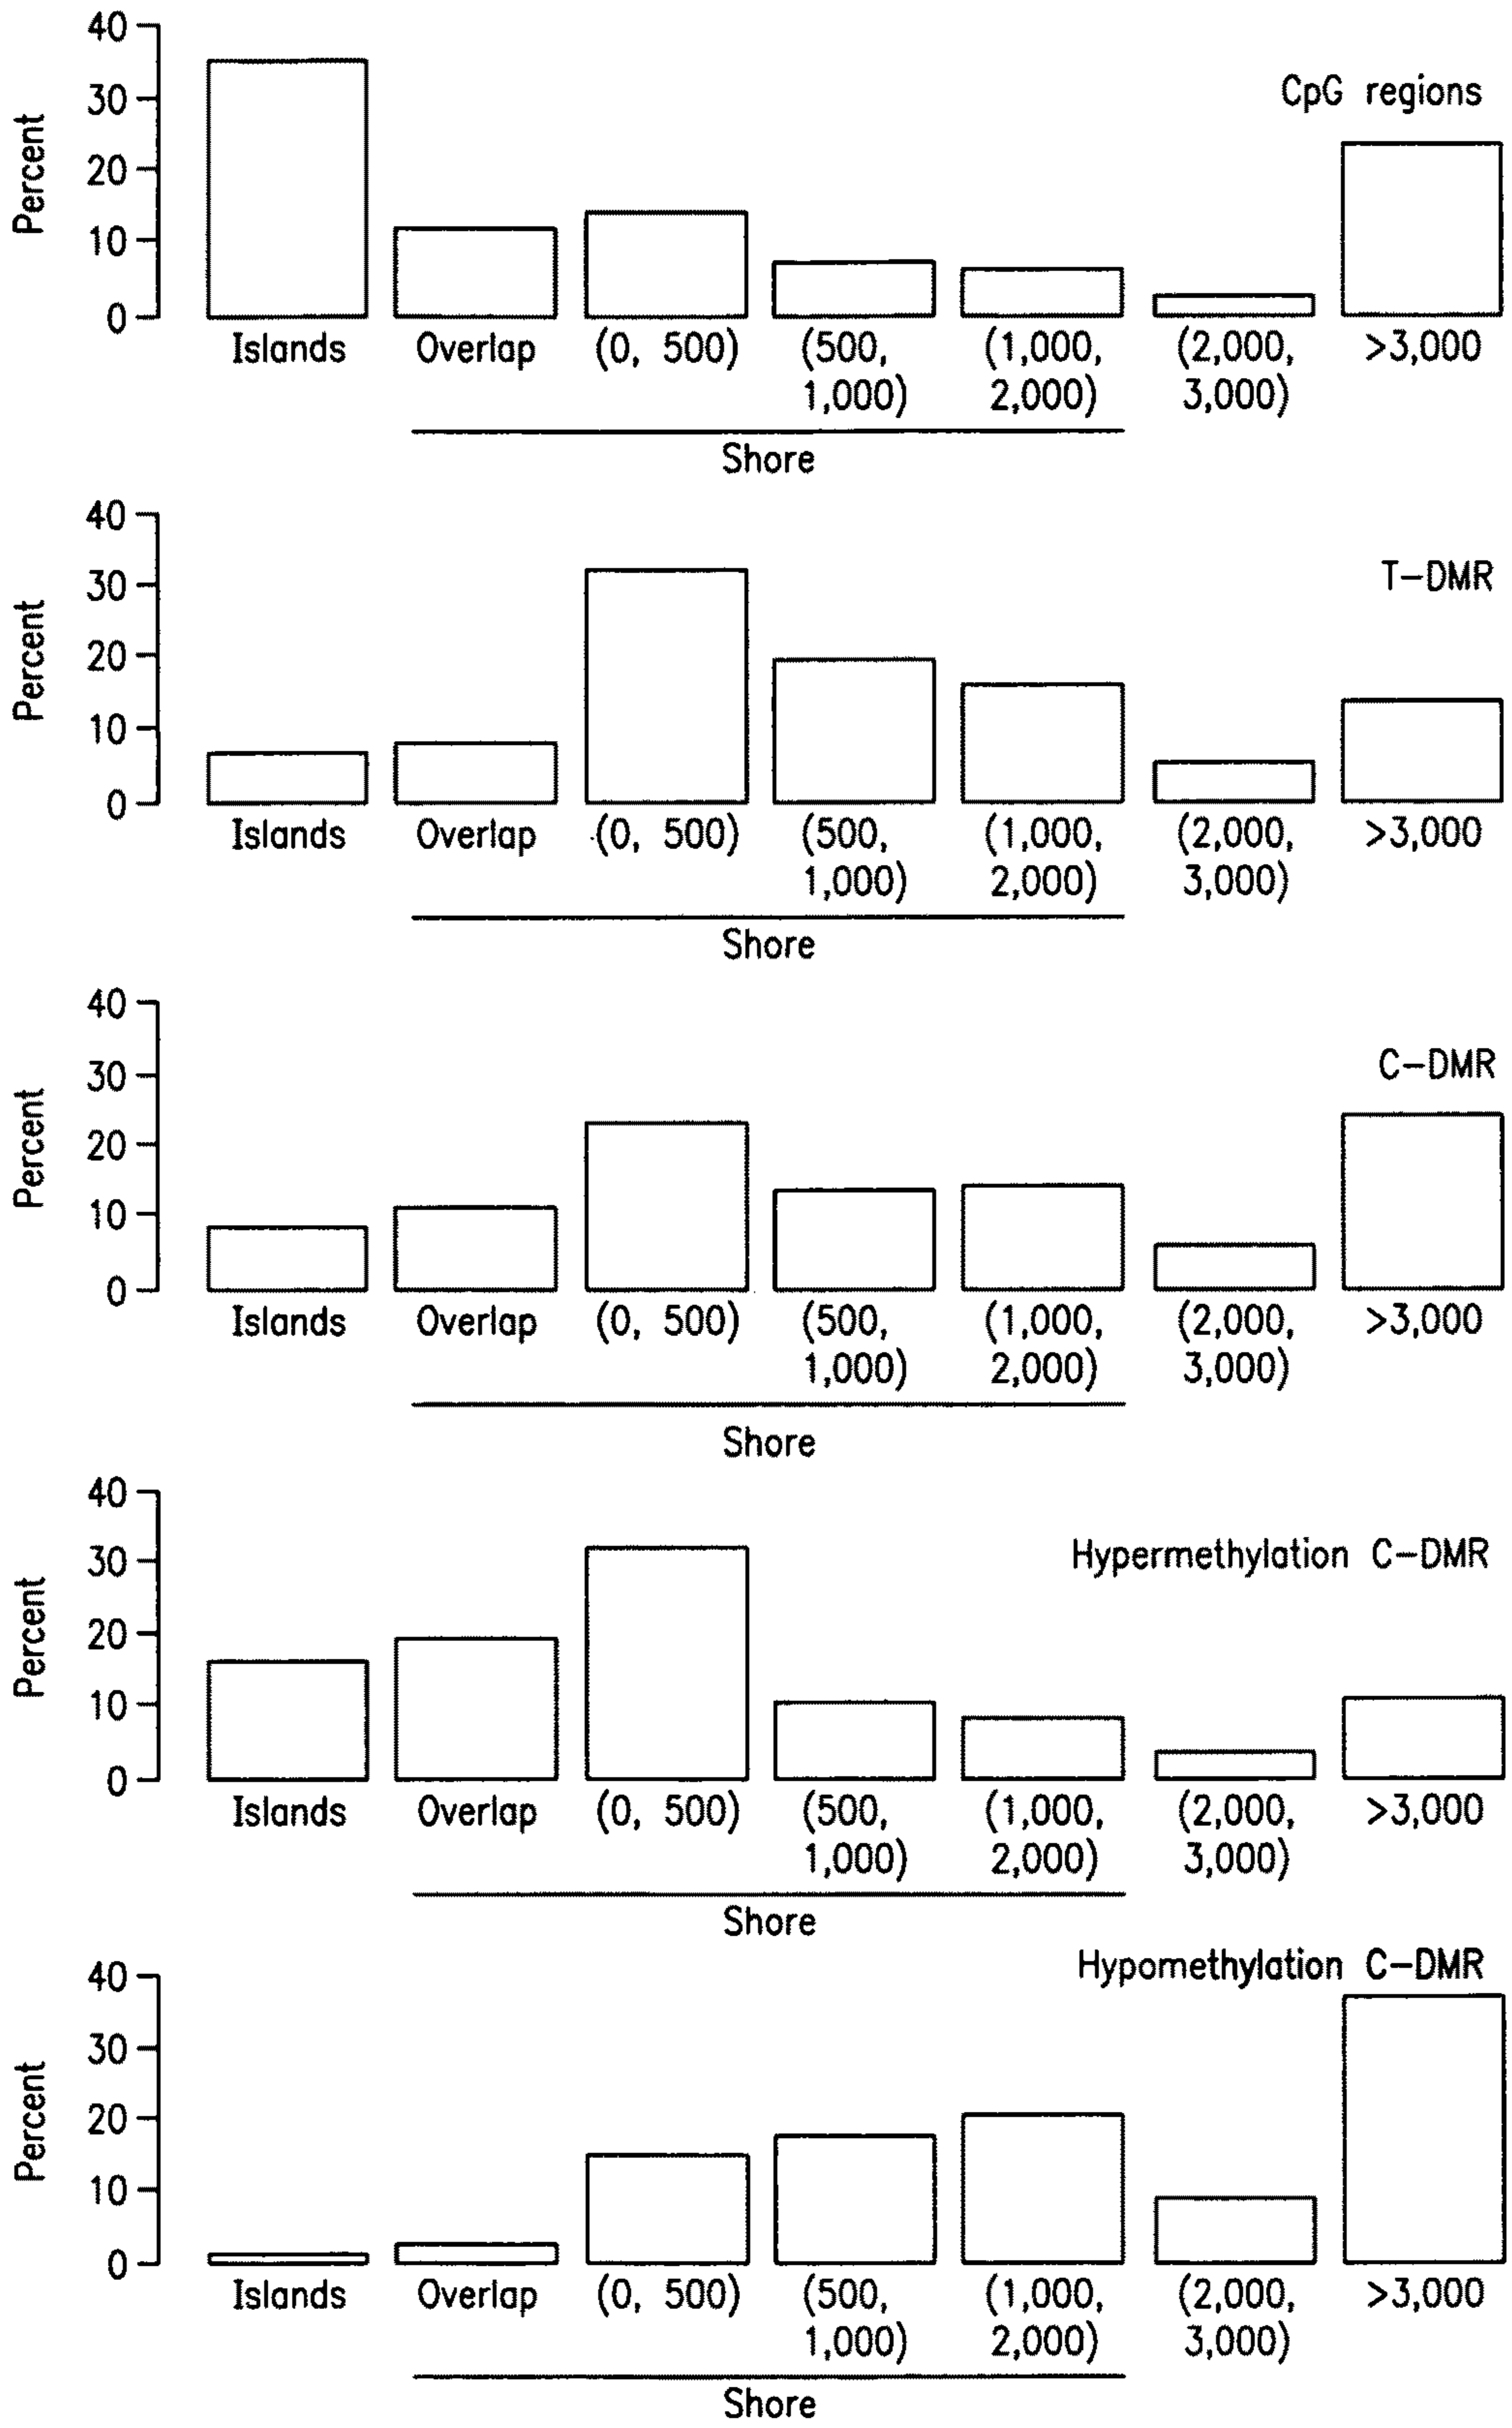 40
CpG regions
30
Percent
20
10
0
Islands Overlap (0, 500) (500, (1,000, (2,000, >3,000
1,000) 2,000) 3,000)
Shore
40
T-DMR
30
Percent
20
10
0
Islands Overlap (0, 500) (500, (1,000, (2,000, >3,000
1,000) 2,000) 3,000)
Shore
40
C-DMR
30
Percent
20
10
0
Islands Overlap (0, 500) (500, (1,000, (2,000, >3,000
1,000) 2,000) 3,000)
Shore
40
Hypermethylation C-DMR
30
Percent
20
10
0
Islands Overlap (0, 500) (500, (1,000, (2,000, >3,000
1,000) 2,000) 3,000)
Shore
Hypomethylation C-DMR
40
30
Percent
20
10
0
Islands Overlap (0, 500) (500, (1,000, (2,000, >3,000
1,000) 2,000) 3,000)
Shore